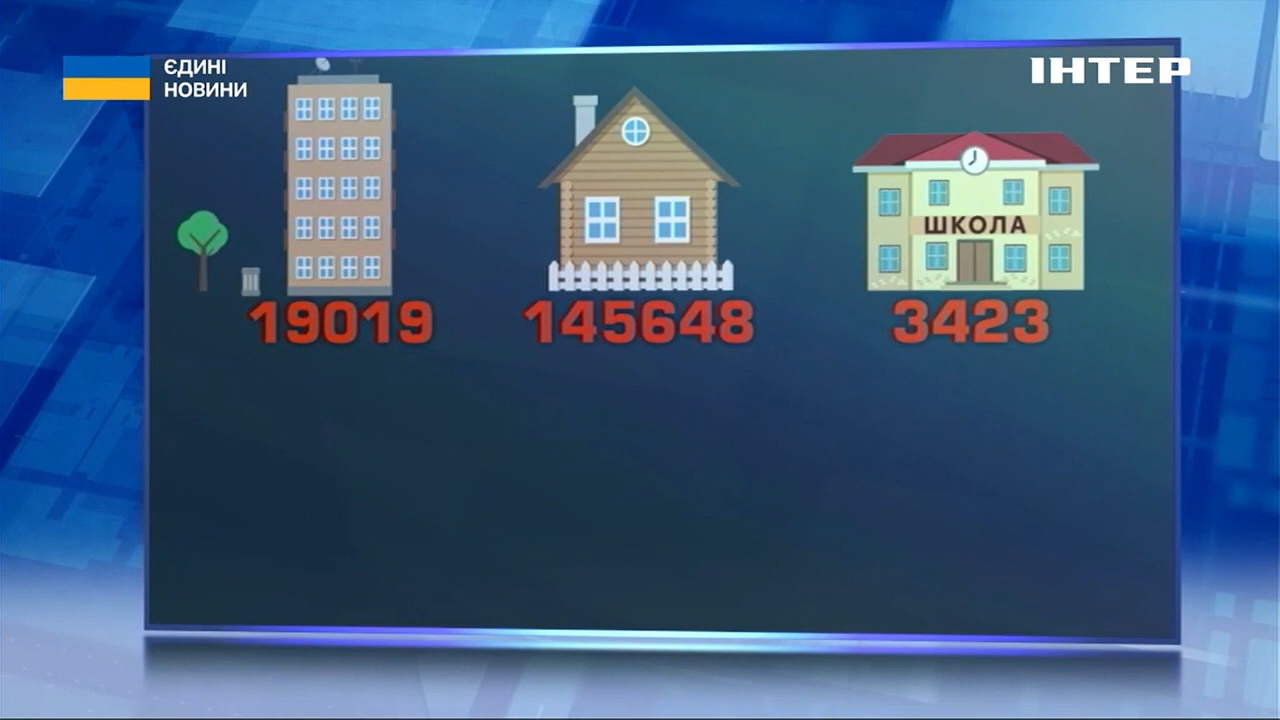 ЄДИНІ
НОВИНИ
ІНТЕР
ШКОЛА
19019
145648
3423